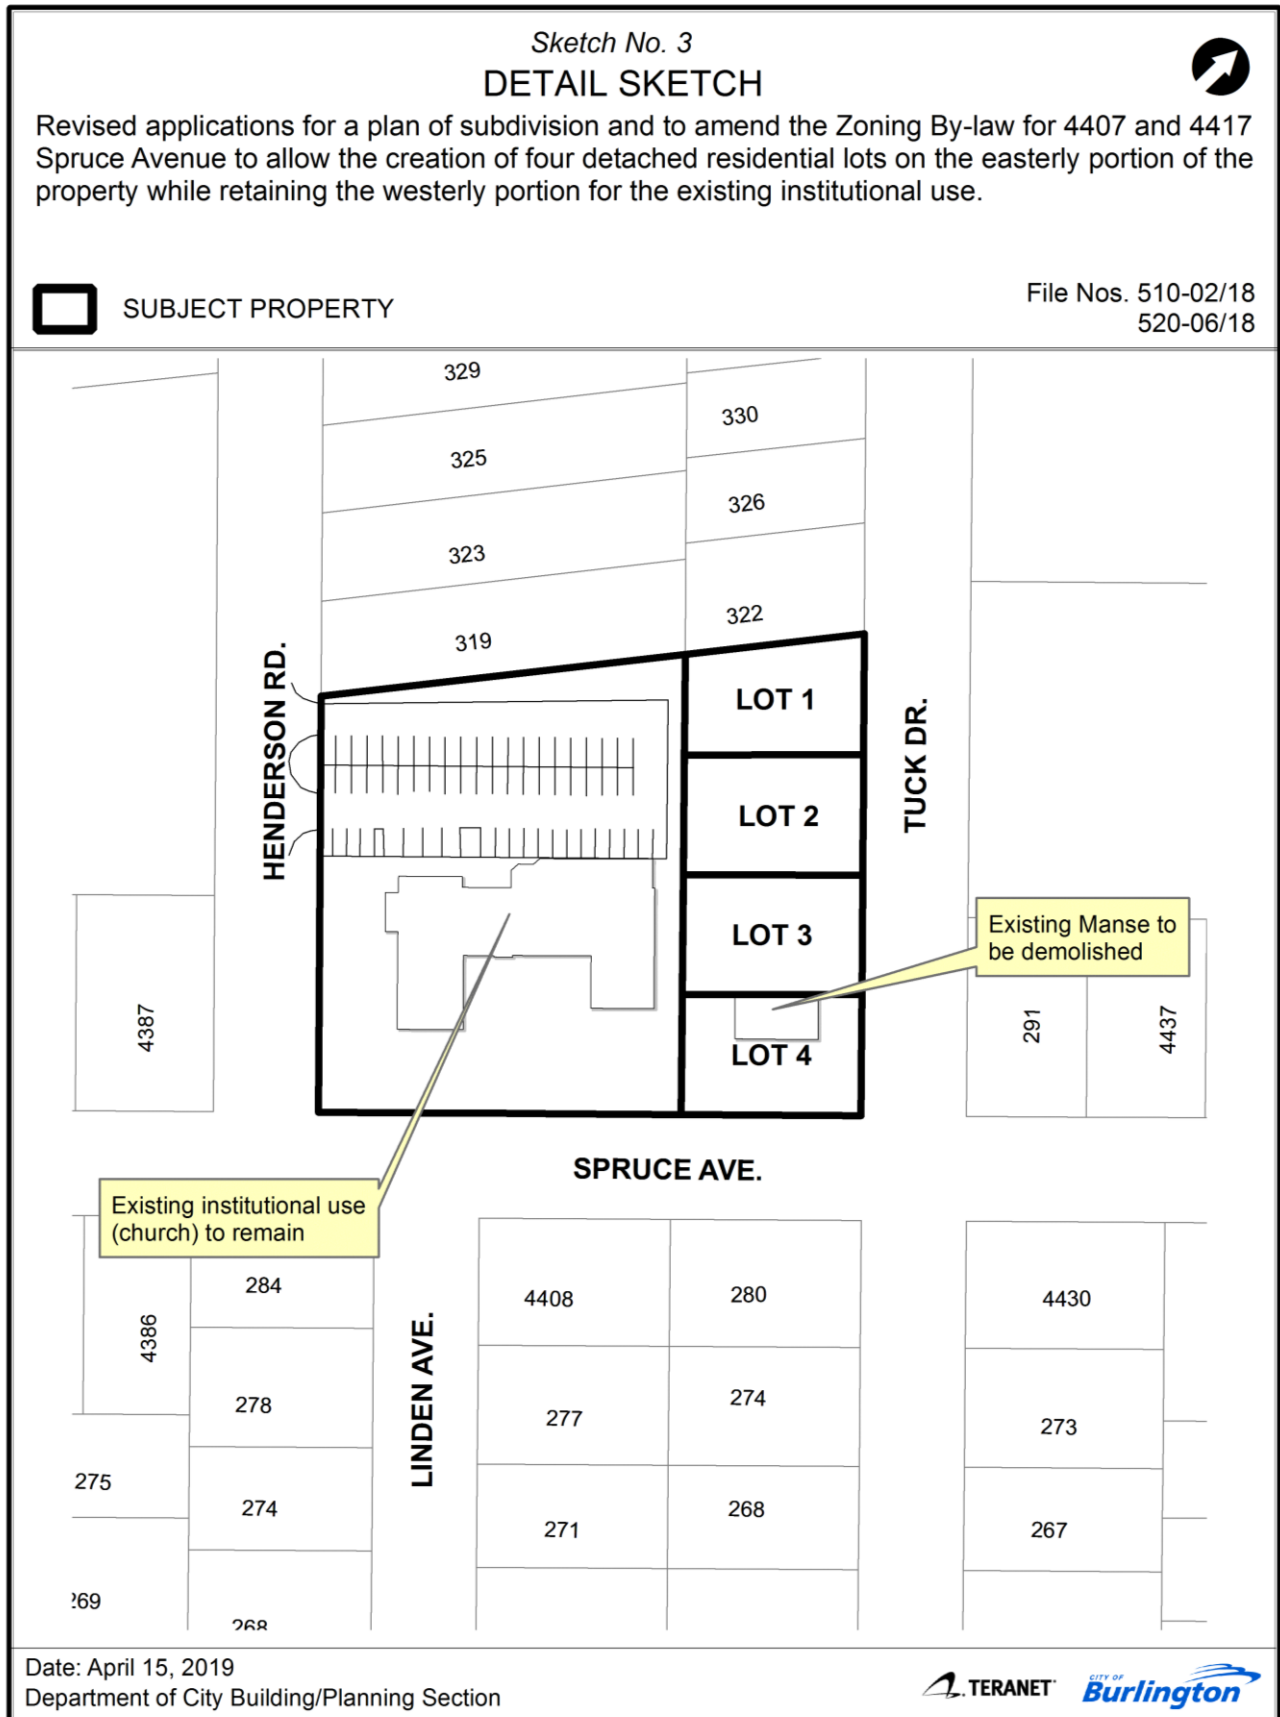 Sketch No. 3
DETAIL SKETCH
Revised applications for a plan of subdivision and to amend the Zoning By-law for 4407 and 4417
Spruce Avenue to allow the creation of four detached residential lots on the easterly portion of the
property while retaining the westerly portion for the existing institutional use.
SUBJECT PROPERTY
File Nos. 510-02/18
520-06/18
329
330
325
326
323
322
319
HENDERSON RD.
LOT 1
TUCK DR.
LOT 2
LOT 3
Existing Manse to
be demolished
4387
291
4437
LOT 4
SPRUCE AVE.
Existing institutional use
(church) to remain
284
4408
280
4430
4386
LINDEN AVE.
278
277
274
273
275
274
271
268
267
269
268
Date: April 15, 2019
Department of City Building/Planning Section
TERANET
CITY OF
Burlington